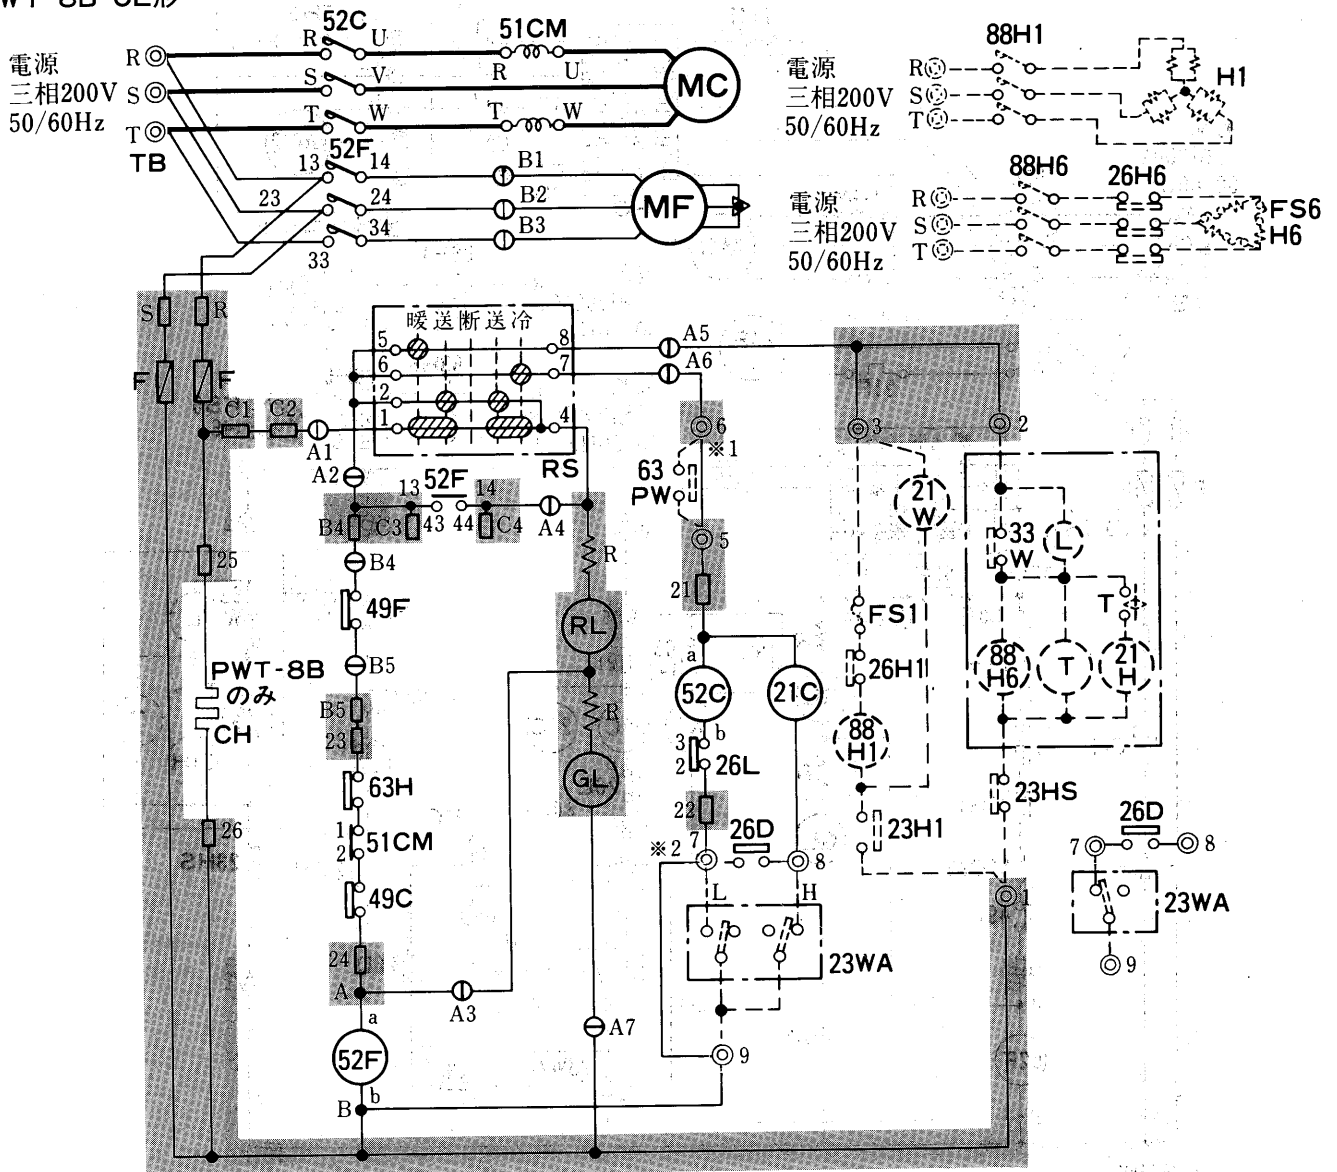 52C
51CM
88H1
R
R
U
R
U
電源
三相200V
50/60Hz
S
S
V
MC
T
T
W
T
W
TB
電源
三相200V
50/60Hz
R
S
T
H1
52F
13
14
B1
23
24
B2
MF
34
B3
33
88H6
26H6
電源
三相200V
50/60Hz
R
S
T
FS6
H6
S
R
暖送断送冷
5
8
A5
6
7
A6
F
F
2
C1
C2
1
4
A1
RS
6
※1
3
2
A2
52F
63
PW
21
W
13
14
B4
C3
43
44
C4
A4
5
33
W
L
B4
R
25
21
T
49F
RL
FS1
a
B5
26H1
88
H6
T
21
H
PWT-8B
のみ
52C
21C
B5
R
CH
3
b
88
H1
23
2
26L
GL
63H
23HS
22
26
1
51CM
26D
23H1
26D
2
※2
7
8
7
8
49C
L
H
1
23WA
24
23WA
9
A
A3
a
A7
52F
9
b
B